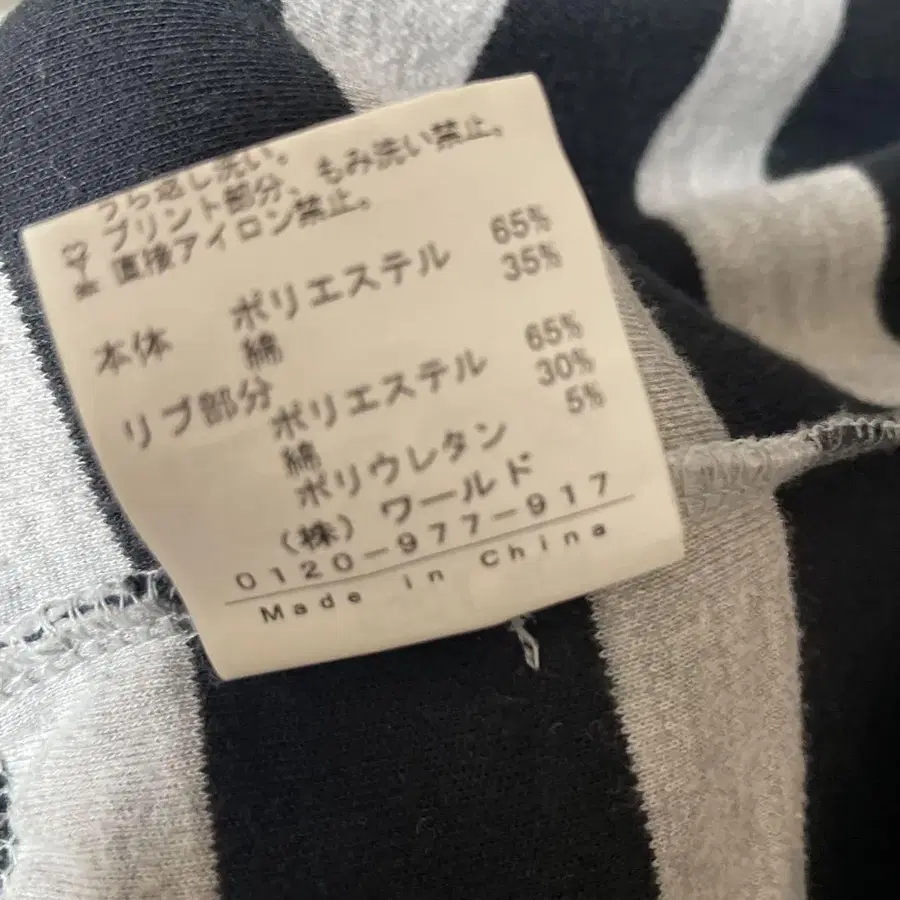 うら返し洗い。
プリント部分、もみ洗い禁止。
直接アイロン禁止。
本体 ポリエステル 65%
綿 35%
リブ部分
ポリエステル 65%
綿 30%
ポリウレタン 5%
(株) ワールド
0120-977-917
Made in China